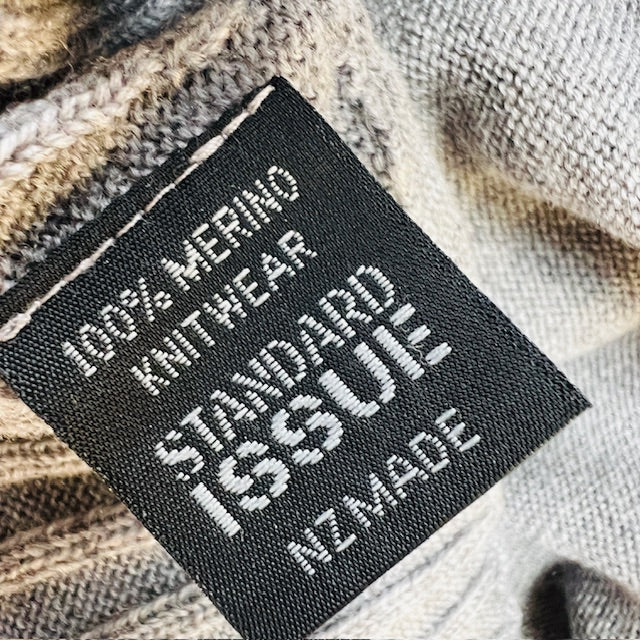 100% MERINO
KNITWEAR
STANDARD
ISSUE
NZ MADE